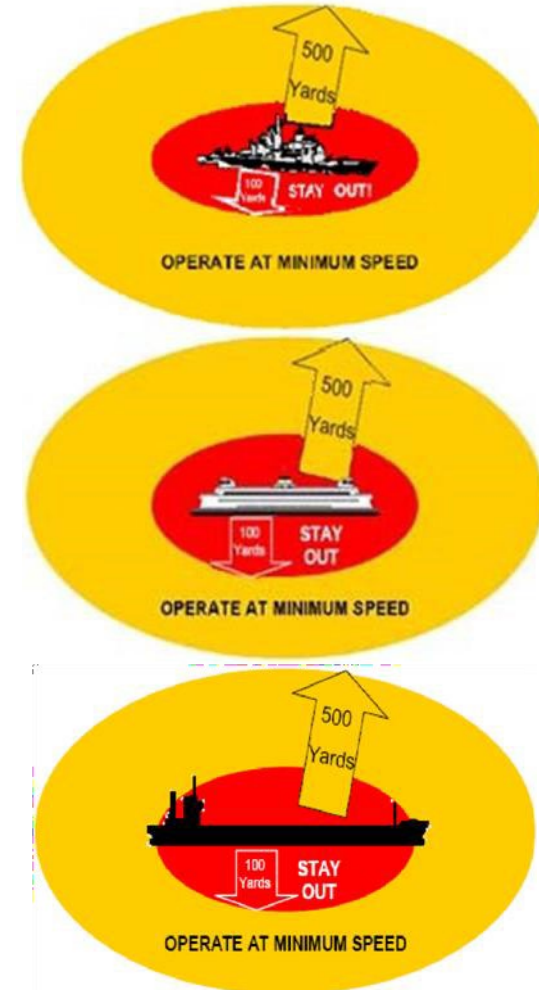 500
Yards
100
Yards
STAY OUT!
OPERATE AT MINIMUM SPEED
500
Yards
100
Yards
STAY
OUT
OPERATE AT MINIMUM SPEED
500
Yards
100
Yards
STAY
OUT
OPERATE AT MINIMUM SPEED